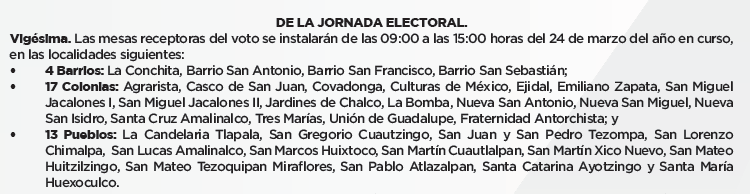 DE LA JORNADA ELECTORAL.
Vigésima. Las mesas receptoras del voto se instalarán de las 09:00 a las 15:00 horas del 24 de marzo del año en curso,
en las localidades siguientes:
• 4 Barrios: La Conchita, Barrio San Antonio, Barrio San Francisco, Barrio San Sebastián;
• 17 Colonias: Agrarista, Casco de San Juan, Covadonga, Culturas de México, Ejidal, Emiliano Zapata, San Miguel
Jacalones I, San Miguel Jacalones II, Jardines de Chalco, La Bomba, Nueva San Antonio, Nueva San Miguel, Nueva
San Isidro, Santa Cruz Amalinalco, Tres Marías, Unión de Guadalupe, Fraternidad Antorchista; y
• 13 Pueblos: La Candelaria Tlapala, San Gregorio Cuautzingo, San Juan y San Pedro Tezompa, San Lorenzo
Chimalpa, San Lucas Amalinalco, San Marcos Huixtoco, San Martín Cuautlalpan, San Martín Xico Nuevo, San Mateo
Huitzilzingo, San Mateo Tezoquipan Miraflores, San Pablo Atlazalpan, Santa Catarina Ayotzingo y Santa María
Huexoculco.